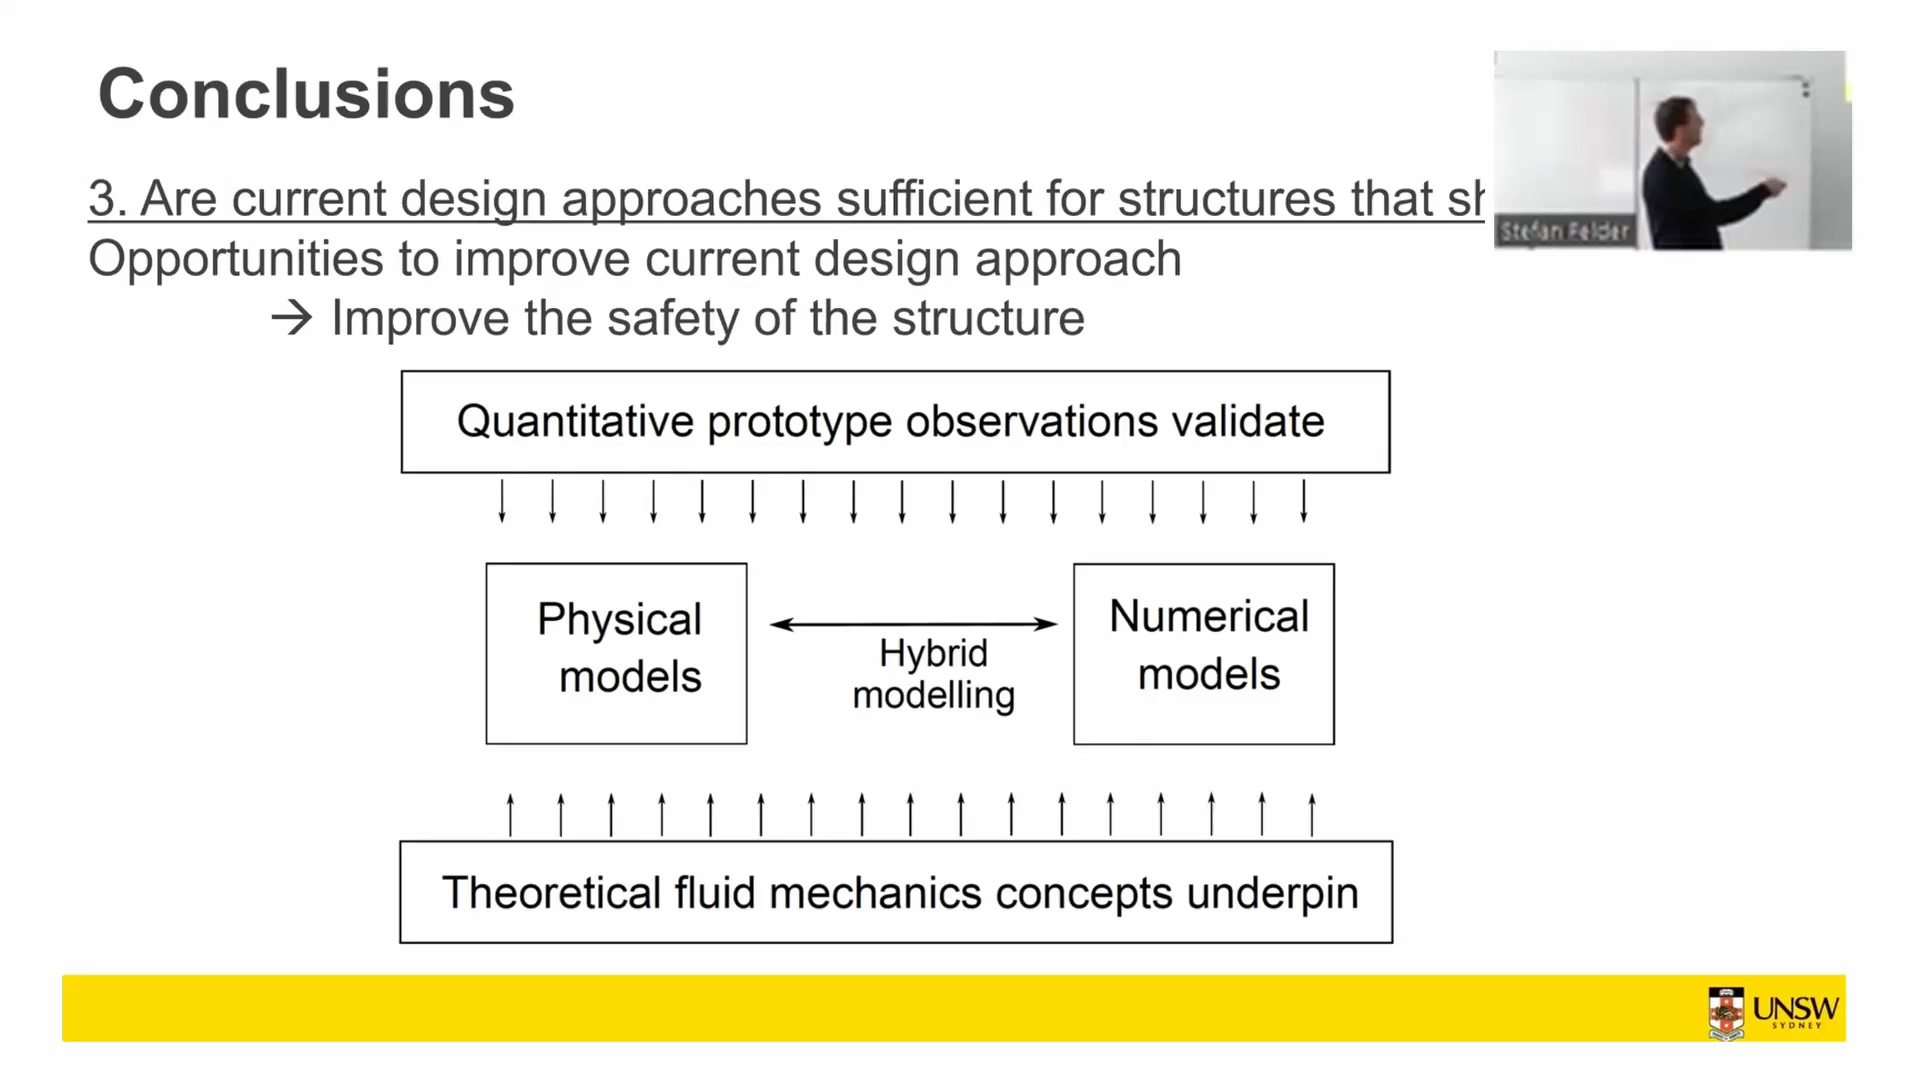 Conclusions
3. Are current design approaches sufficient for structures that sh
Opportunities to improve current design approach
→ Improve the safety of the structure
Stefan Felder
Quantitative prototype observations validate
Physical
models
Hybrid
modelling
Numerical
models
Theoretical fluid mechanics concepts underpin
UNSW
SYDNEY